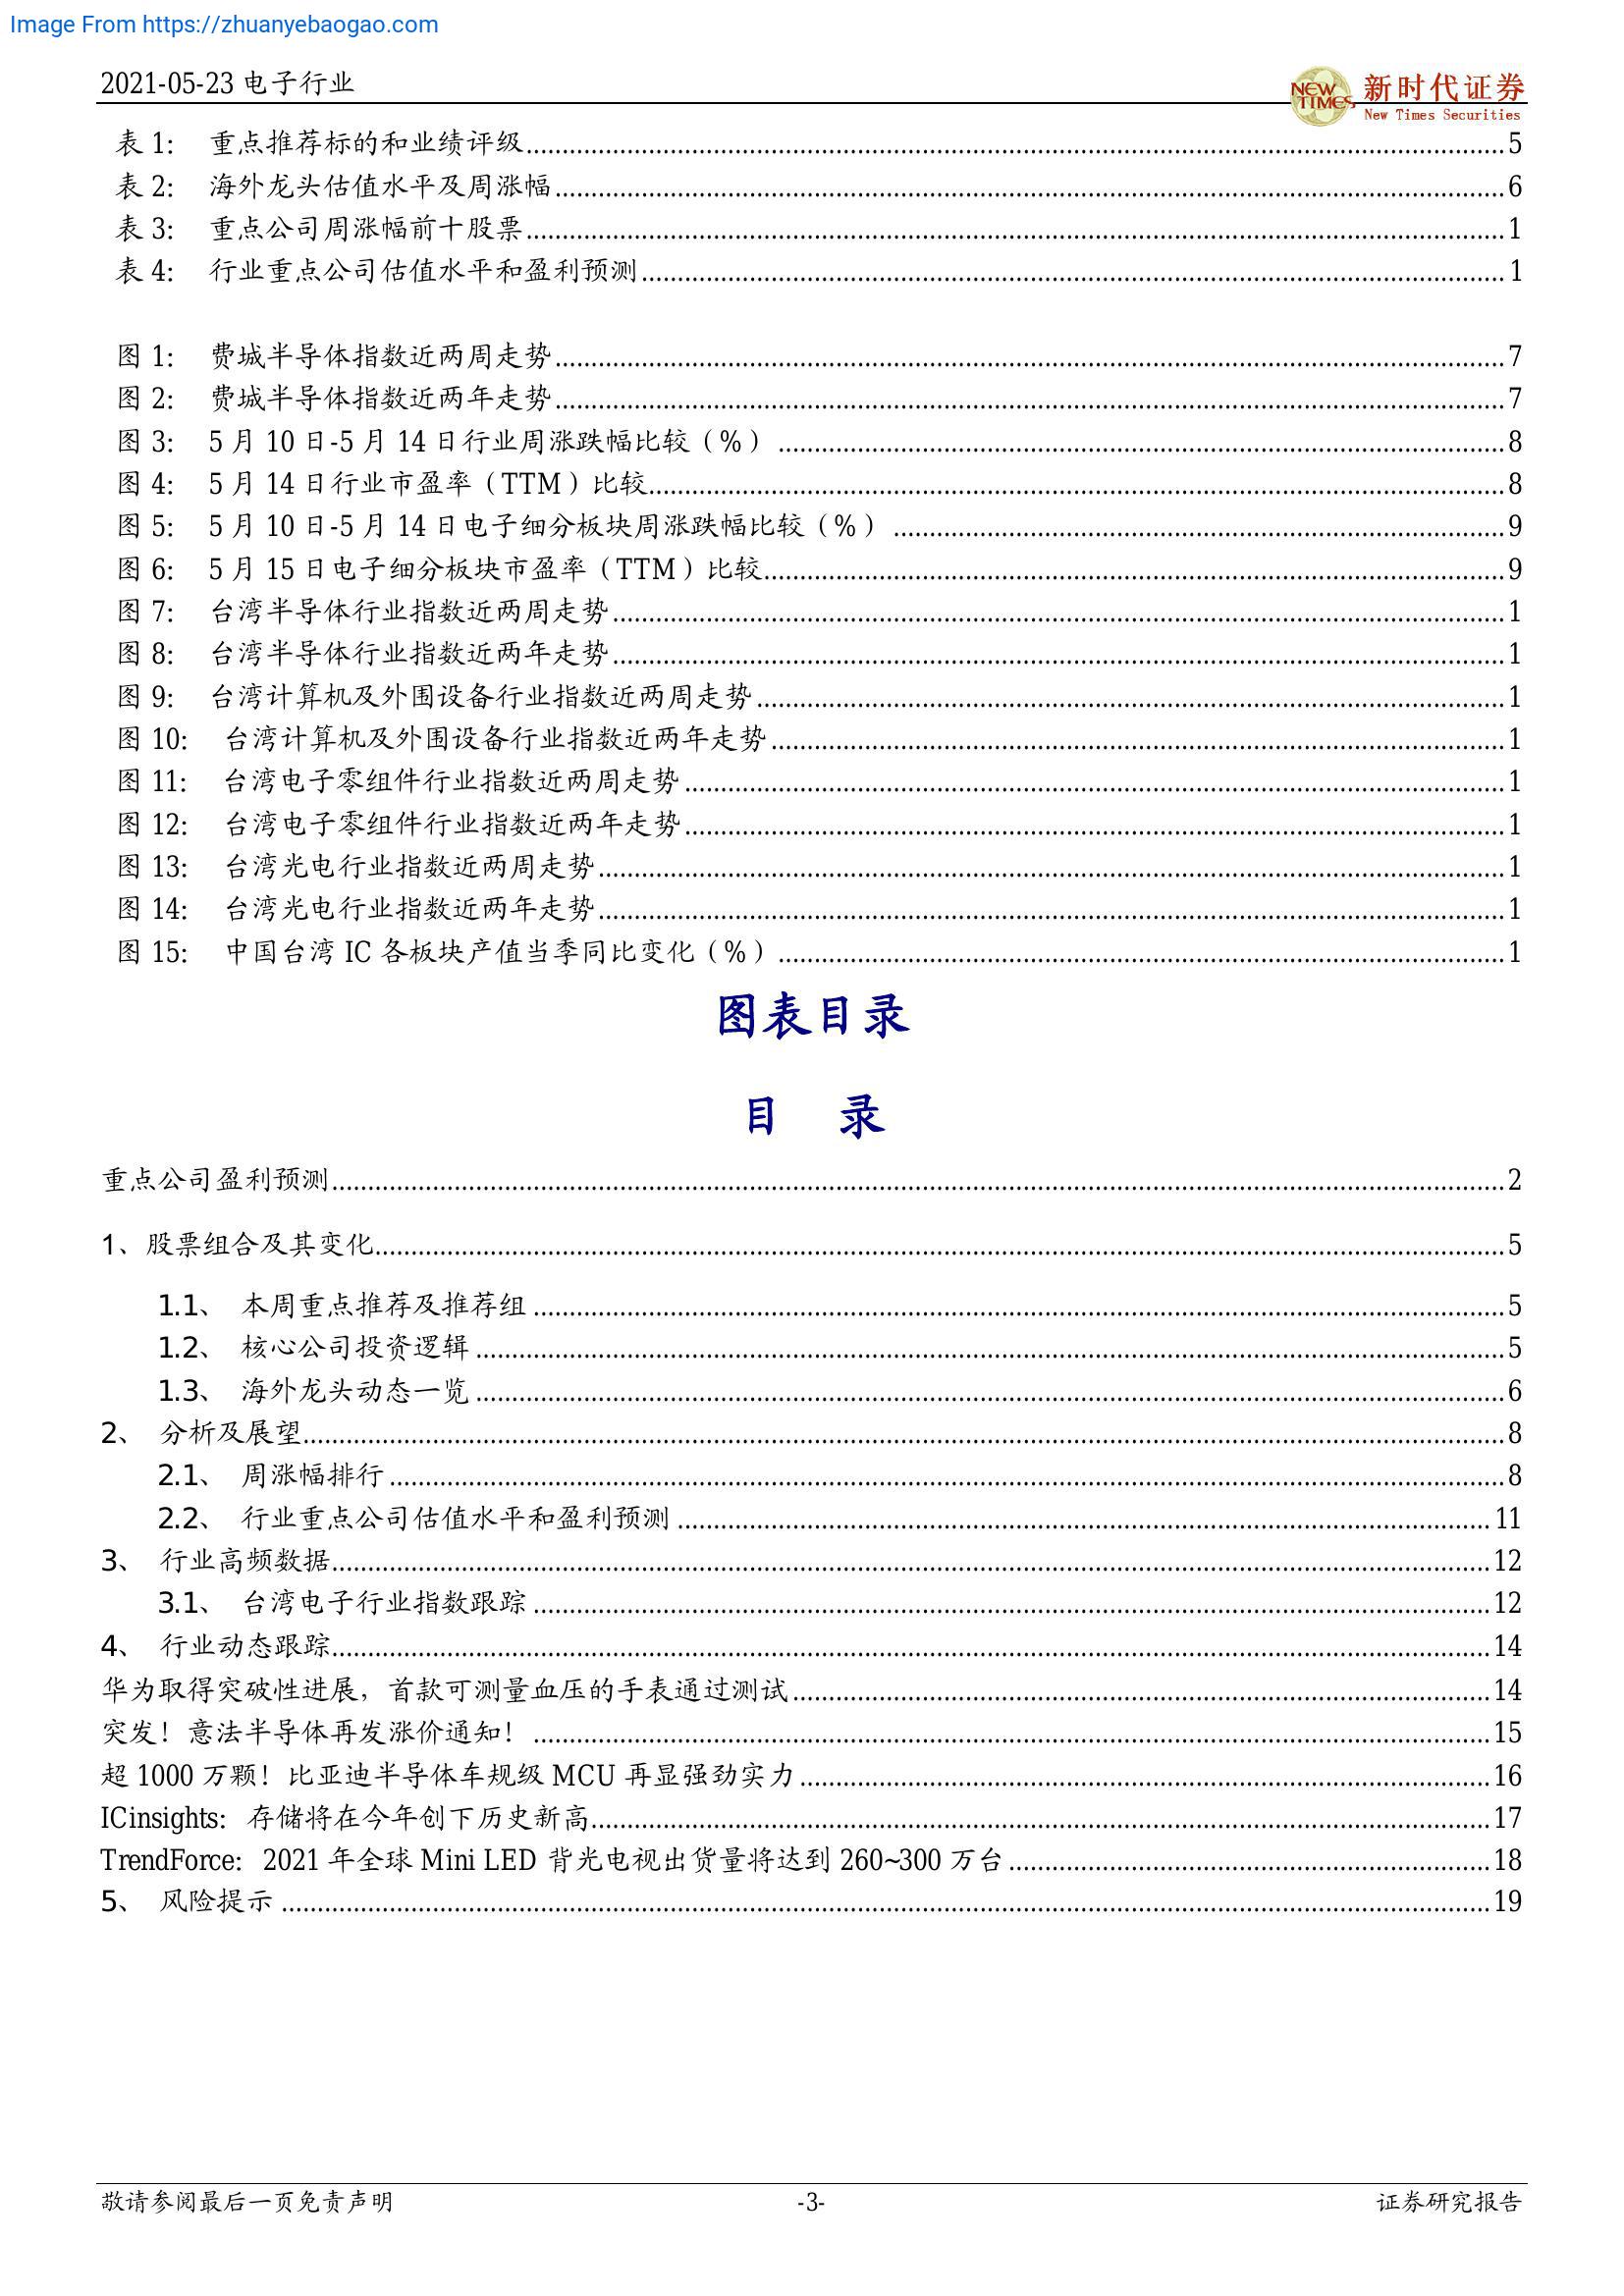 Image From https://zhuanyebaogao.com
2021-05-23 电子行业
NEW TIMES 新时代证券
New Times Securities
表 1: 重点推荐标的和业绩评级 5
表 2: 海外龙头估值水平及周涨幅 6
表 3: 重点公司周涨幅前十股票 1
表 4: 行业重点公司估值水平和盈利预测 1
图 1: 费城半导体指数近两周走势 7
图 2: 费城半导体指数近两年走势 7
图 3: 5 月 10 日-5 月 14 日行业周涨跌幅比较（%） 8
图 4: 5 月 14 日行业市盈率（TTM）比较 8
图 5: 5 月 10 日-5 月 14 日电子细分板块周涨跌幅比较（%） 9
图 6: 5 月 15 日电子细分板块市盈率（TTM）比较 9
图 7: 台湾半导体行业指数近两周走势 1
图 8: 台湾半导体行业指数近两年走势 1
图 9: 台湾计算机及外围设备行业指数近两周走势 1
图 10: 台湾计算机及外围设备行业指数近两年走势 1
图 11: 台湾电子零组件行业指数近两周走势 1
图 12: 台湾电子零组件行业指数近两年走势 1
图 13: 台湾光电行业指数近两周走势 1
图 14: 台湾光电行业指数近两年走势 1
图 15: 中国台湾 IC 各板块产值当季同比变化（%） 1
图表目录
目 录
重点公司盈利预测 2
1、股票组合及其变化 5
1.1、 本周重点推荐及推荐组 5
1.2、 核心公司投资逻辑 5
1.3、 海外龙头动态一览 6
2、 分析及展望 8
2.1、 周涨幅排行 8
2.2、 行业重点公司估值水平和盈利预测 11
3、 行业高频数据 12
3.1、 台湾电子行业指数跟踪 12
4、 行业动态跟踪 14
华为取得突破性进展，首款可测量血压的手表通过测试 14
突发！意法半导体再发涨价通知！ 15
超 1000 万颗！比亚迪半导体车规级 MCU 再显强劲实力 16
ICinsights：存储将在今年创下历史新高 17
TrendForce：2021 年全球 Mini LED 背光电视出货量将达到 260~300 万台 18
5、 风险提示 19
敬请参阅最后一页免责声明 -3- 证券研究报告